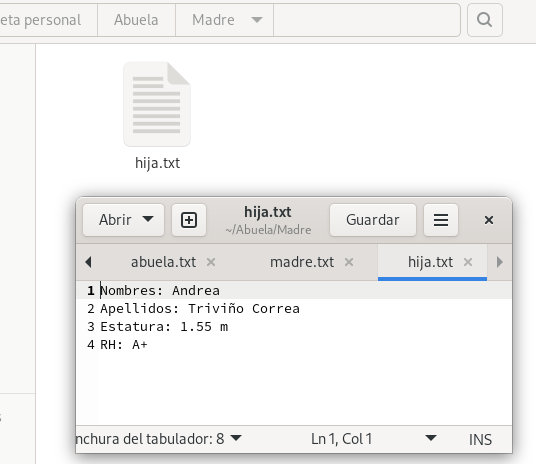 eta personal Abuela Madre
hija.txt
Abrir hija.txt Guardar
~/Abuela/Madre
abuela.txt madre.txt hija.txt
1 Nombres: Andrea
2 Apellidos: Triviño Correa
3 Estatura: 1.55 m
4 RH: A+
nchura del tabulador: 8 Ln 1, Col 1 INS